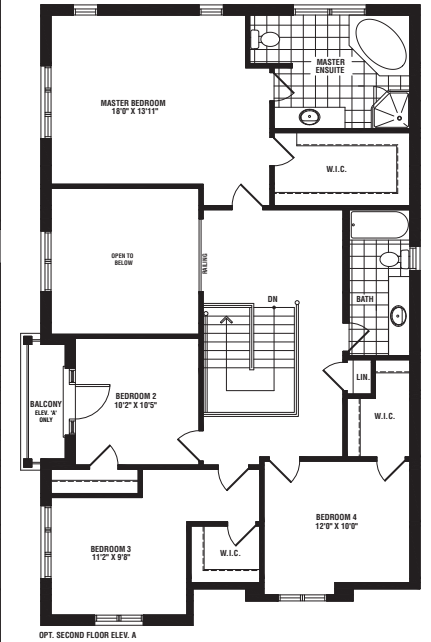 MASTER
ENSUITE
MASTER BEDROOM
18'0" X 13'11"
W.I.C.
OPEN TO
BELOW
RAILING
DN
BATH
LIN.
BALCONY
ELEV. 'A'
ONLY
BEDROOM 2
10'2" X 10'5"
W.I.C.
BEDROOM 4
12'0" X 10'0"
BEDROOM 3
11'2" X 9'8"
W.I.C.
OPT. SECOND FLOOR ELEV. A